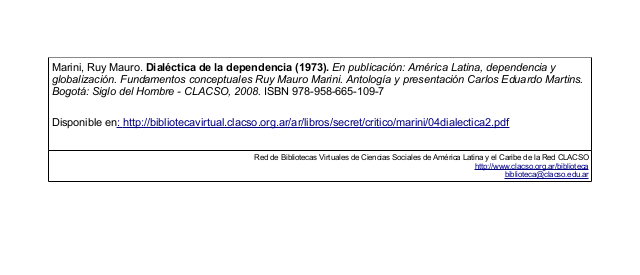 Marini, Ruy Mauro. Dialéctica de la dependencia (1973). En publicación: América Latina, dependencia y
globalización. Fundamentos conceptuales Ruy Mauro Marini. Antología y presentación Carlos Eduardo Martins.
Bogotá: Siglo del Hombre - CLACSO, 2008. ISBN 978-958-665-109-7
Disponible en: http://bibliotecavirtual.clacso.org.ar/ar/libros/secret/critico/marini/04dialectica2.pdf
Red de Bibliotecas Virtuales de Ciencias Sociales de América Latina y el Caribe de la Red CLACSO
http://www.clacso.org.ar/biblioteca
biblioteca@clacso.edu.ar